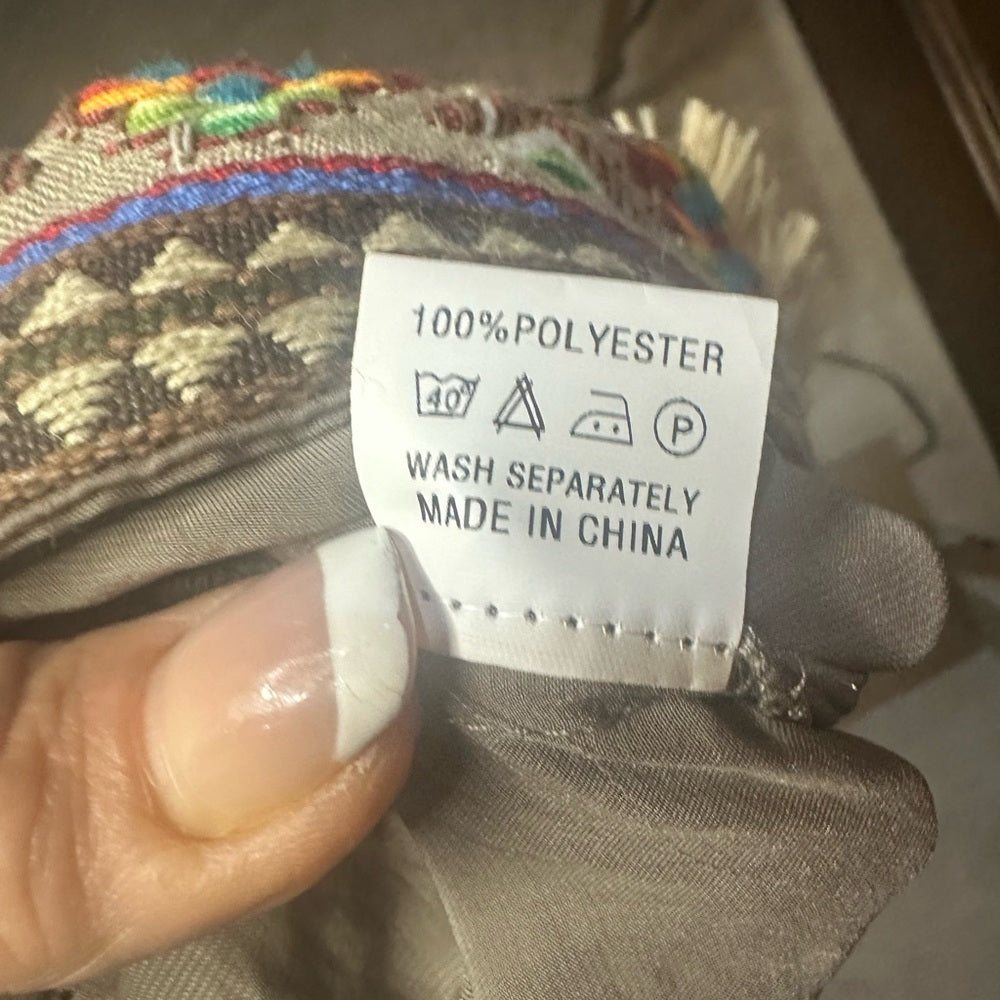 100%POLYESTER
40° P
WASH SEPARATELY
MADE IN CHINA